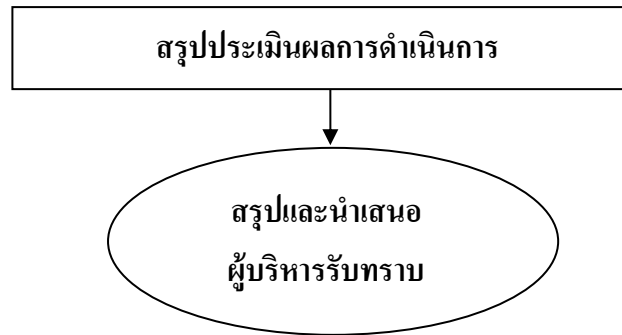 สรุปประเมินผลการดำเนินการ
สรุปและนำเสนอ
ผู้บริหารรับทราบ